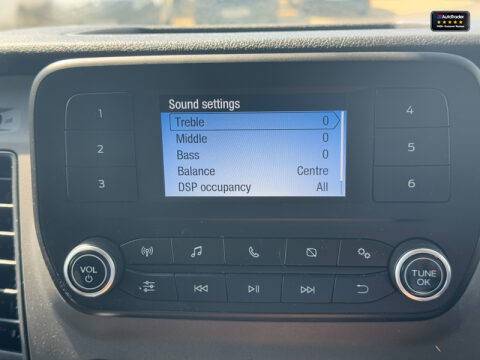 AutoTrader
Sound settings
Treble 0
Middle 0
Bass 0
Balance Centre
DSP occupancy All
1
2
3
4
5
6
VOL
TUNE
OK